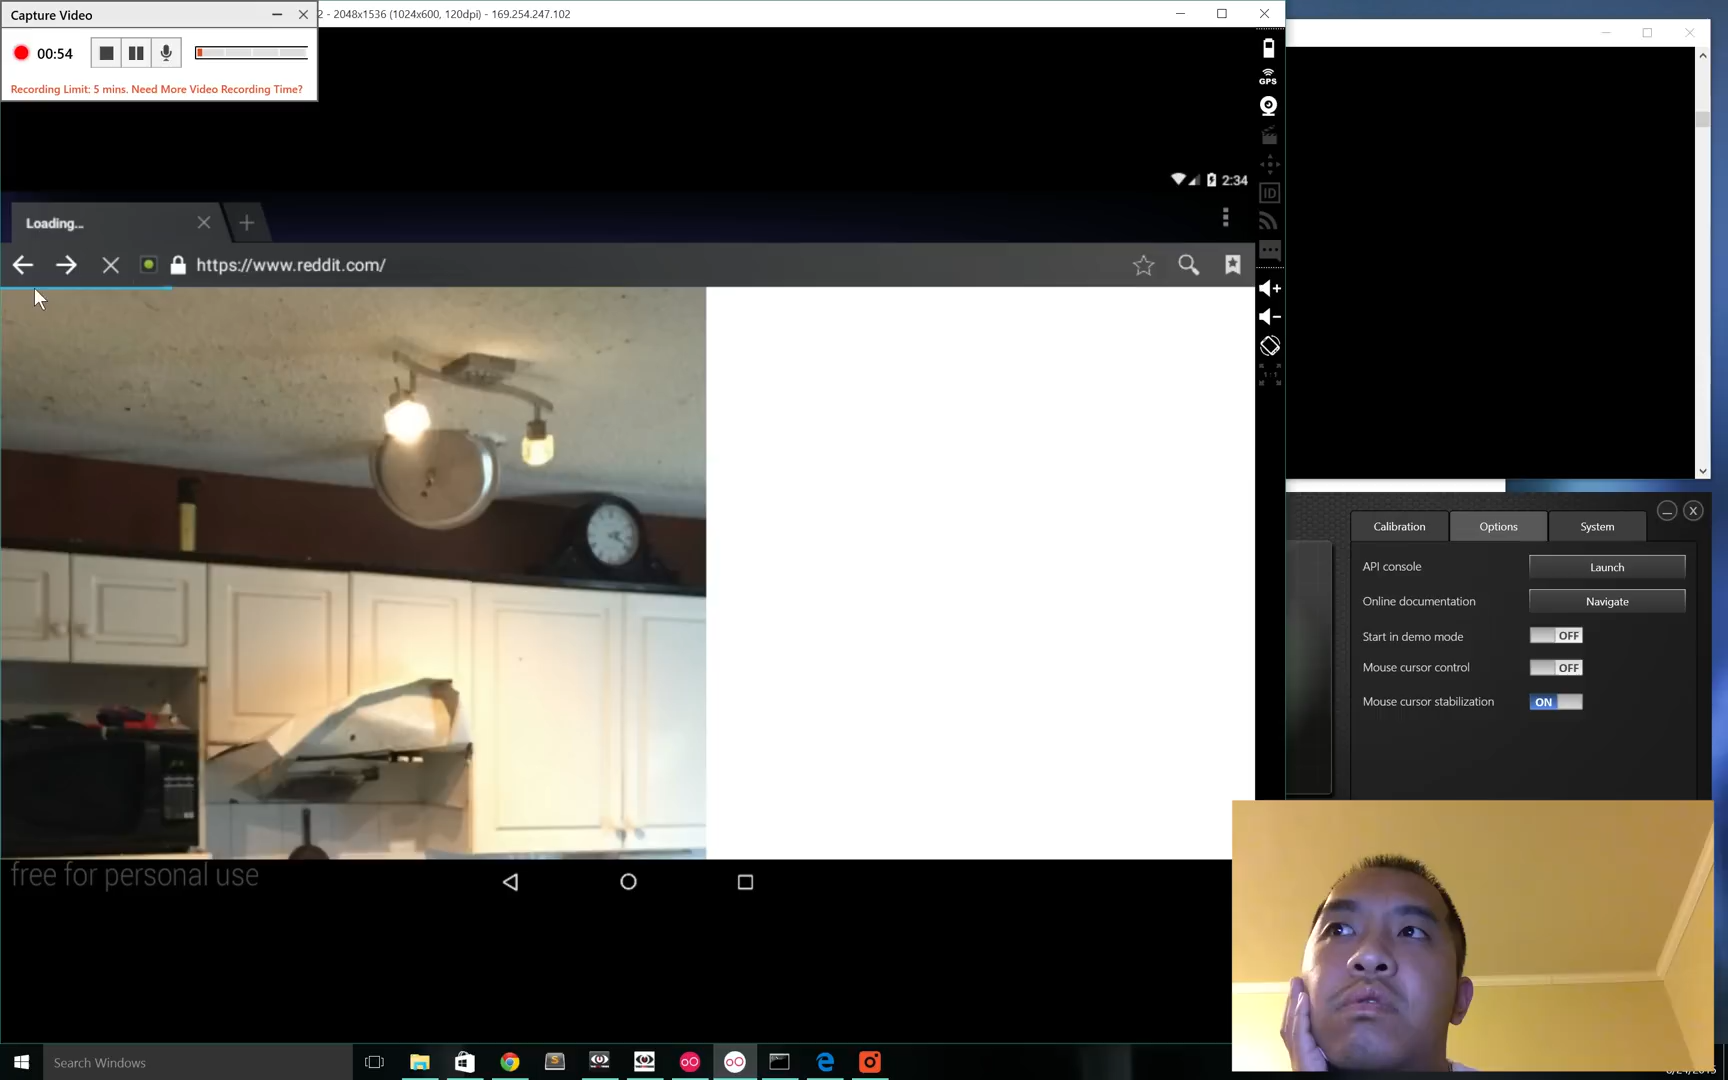 Capture Video
2 - 2048x1536 (1024x600, 120dpi) - 169.254.247.102
00:54
Recording Limit: 5 mins. Need More Video Recording Time?
GPS
2:34
Loading...
https://www.reddit.com/
ID
1:1
Calibration
Options
System
API console
Launch
Online documentation
Navigate
Start in demo mode
OFF
Mouse cursor control
OFF
Mouse cursor stabilization
ON
free for personal use
Search Windows